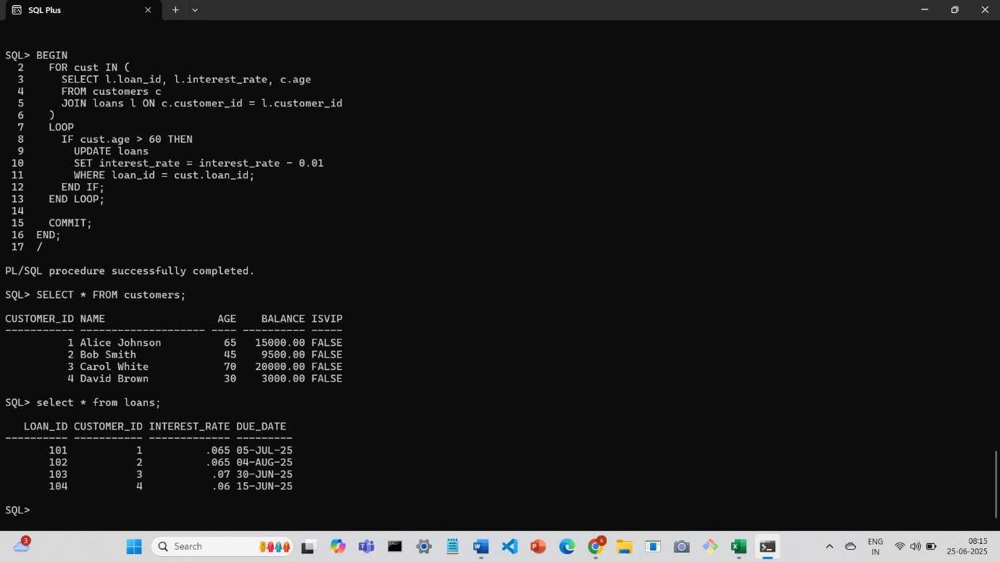 SQL Plus
SQL> BEGIN
  2    FOR cust IN (
  3      SELECT l.loan_id, l.interest_rate, c.age
  4      FROM customers c
  5      JOIN loans l ON c.customer_id = l.customer_id
  6    )
  7    LOOP
  8      IF cust.age > 60 THEN
  9        UPDATE loans
 10        SET interest_rate = interest_rate - 0.01
 11        WHERE loan_id = cust.loan_id;
 12      END IF;
 13    END LOOP;
 14
 15    COMMIT;
 16  END;
 17  /
PL/SQL procedure successfully completed.
SQL> SELECT * FROM customers;
CUSTOMER_ID NAME                  AGE    BALANCE ISVIP
----------- -------------------- ---- ---------- -----
          1 Alice Johnson          65   15000.00 FALSE
          2 Bob Smith              45    9500.00 FALSE
          3 Carol White            70   20000.00 FALSE
          4 David Brown            30    3000.00 FALSE
SQL> select * from loans;
   LOAN_ID CUSTOMER_ID INTEREST_RATE DUE_DATE
---------- ----------- ------------- ---------
       101           1          .065 05-JUL-25
       102           2          .065 04-AUG-25
       103           3           .07 30-JUN-25
       104           4           .06 15-JUN-25
SQL>
3
Search
ENG
IN
08:15
25-06-2025